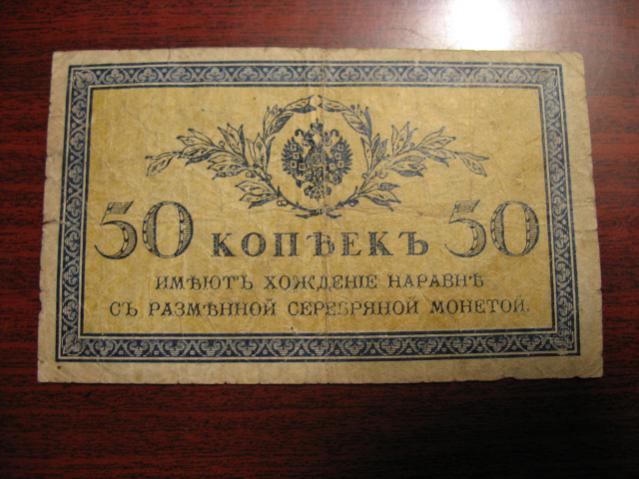 50 КОПѢЕКЪ 50
ИМѢЮТЪ ХОЖДЕНІЕ НАРАВНѢ
СЪ РАЗМѢННОЙ СЕРЕБРЯНОЙ МОНЕТОЙ.